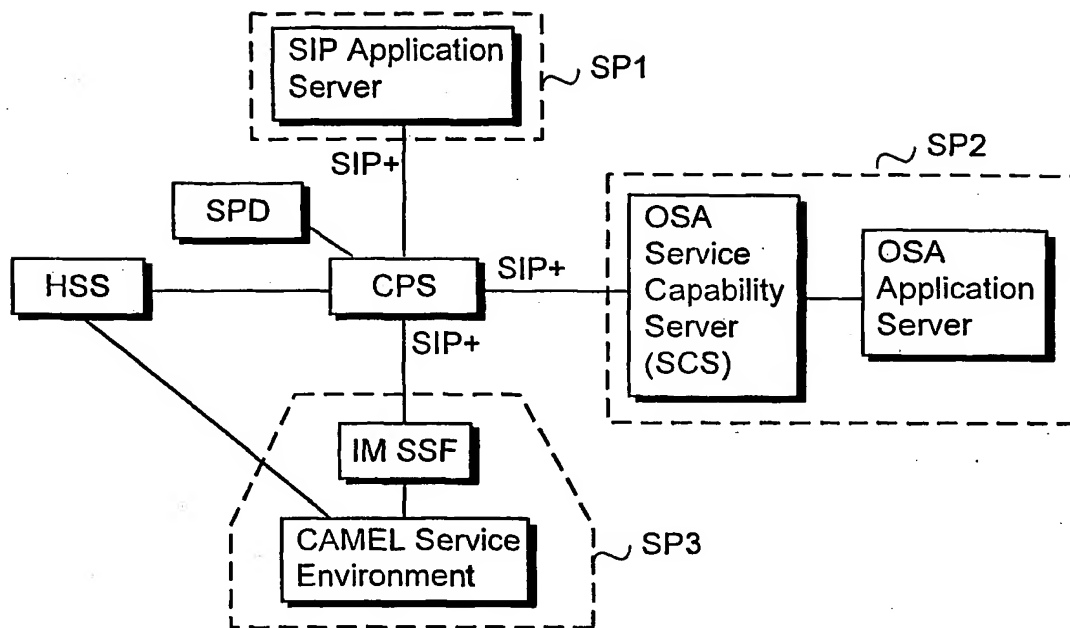 SIP Application
Server
SP1
SIP+
SP2
SPD
OSA
Service
Capability
Server
(SCS)
OSA
Application
Server
HSS
CPS
SIP+
SIP+
IM SSF
CAMEL Service
Environment
SP3